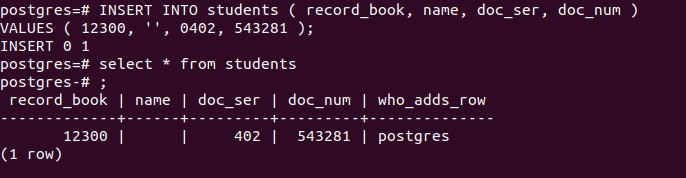 postgres=# INSERT INTO students ( record_book, name, doc_ser, doc_num )
VALUES ( 12300, '', 0402, 543281 );
INSERT 0 1
postgres=# select * from students
postgres-# ;
 record_book | name | doc_ser | doc_num | who_adds_row
-------------+------+---------+---------+--------------
       12300 |      |     402 |  543281 | postgres
(1 row)